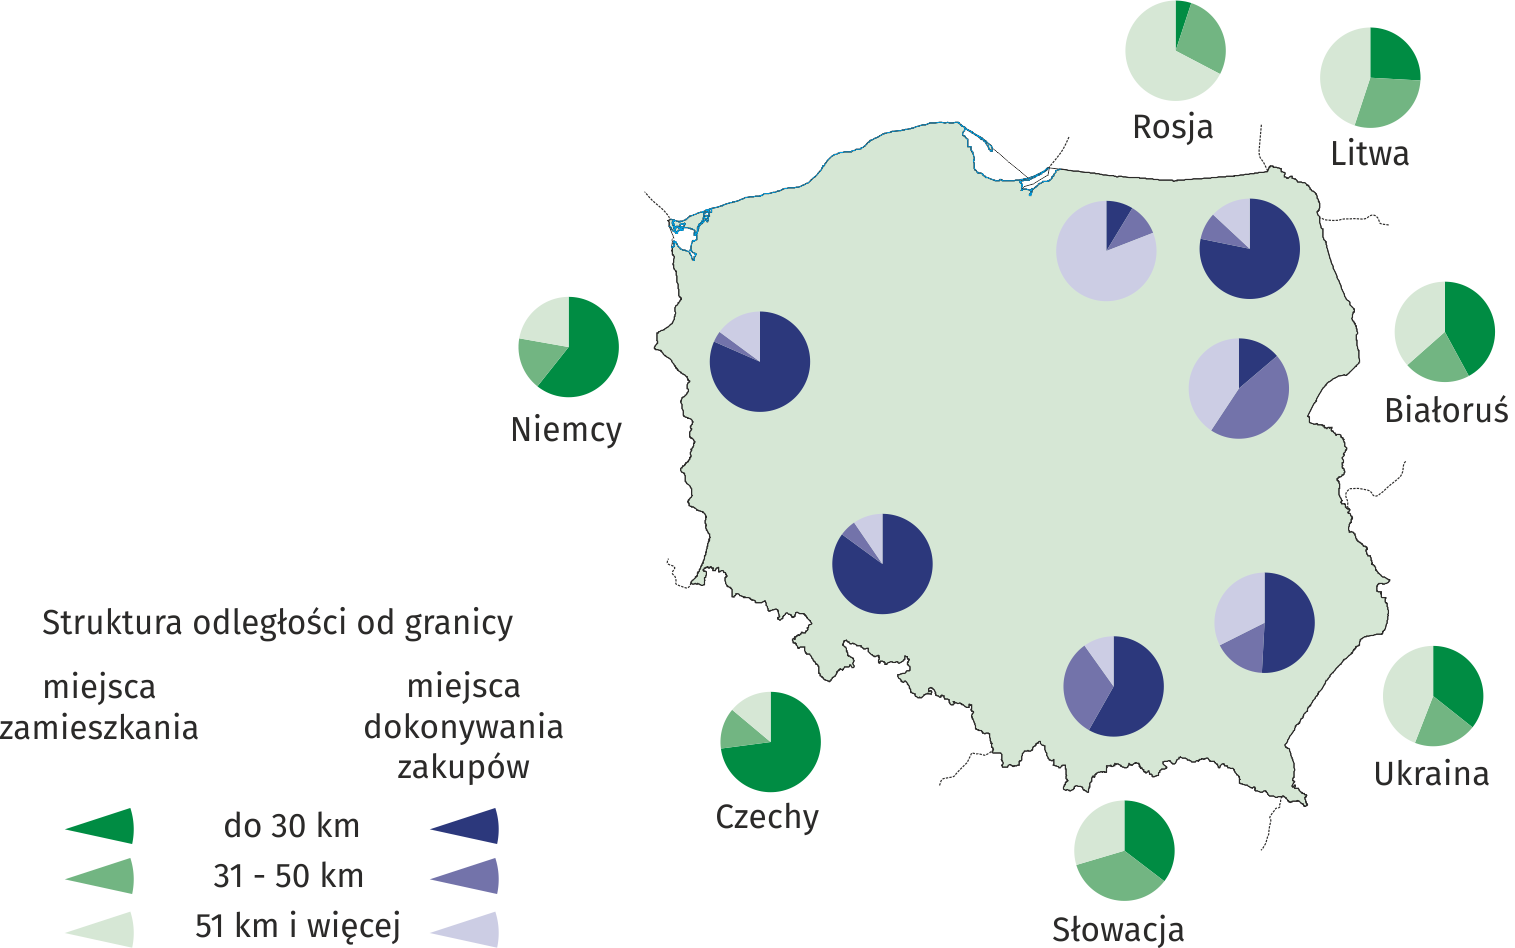 Rosja
Litwa
Niemcy
Białoruś
Struktura odległości od granicy
miejsca
zamieszkania
miejsca
dokonywania
zakupów
Czechy
Ukraina
do 30 km
31 - 50 km
51 km i więcej
Słowacja